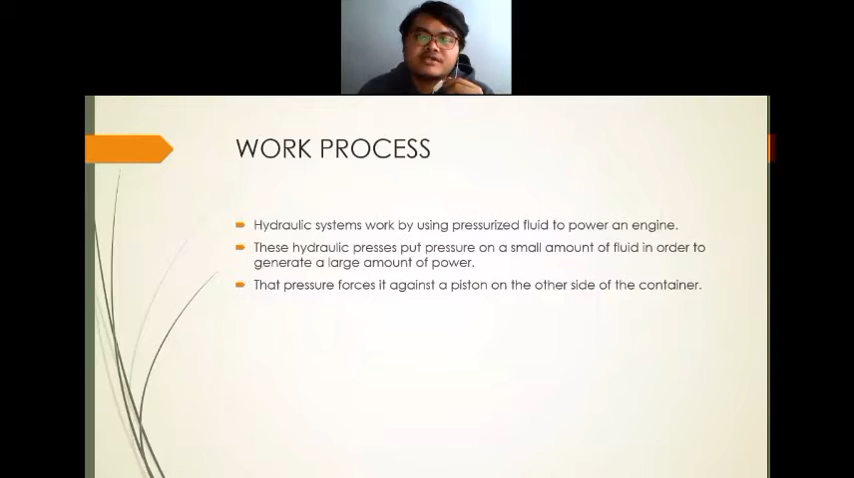 WORK PROCESS
Hydraulic systems work by using pressurized fluid to power an engine.
These hydraulic presses put pressure on a small amount of fluid in order to
generate a large amount of power.
That pressure forces it against a piston on the other side of the container.